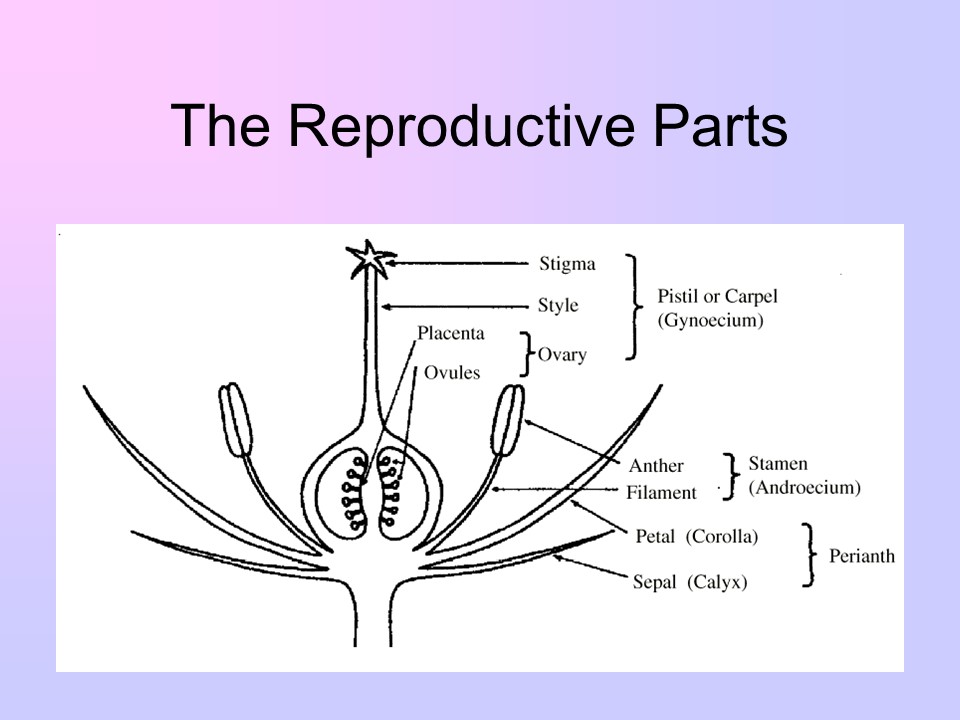 The Reproductive Parts
Stigma
Style
Pistil or Carpel
(Gynoecium)
Placenta
Ovules
Ovary
Anther
Filament
Stamen
(Androecium)
Petal (Corolla)
Sepal (Calyx)
Perianth